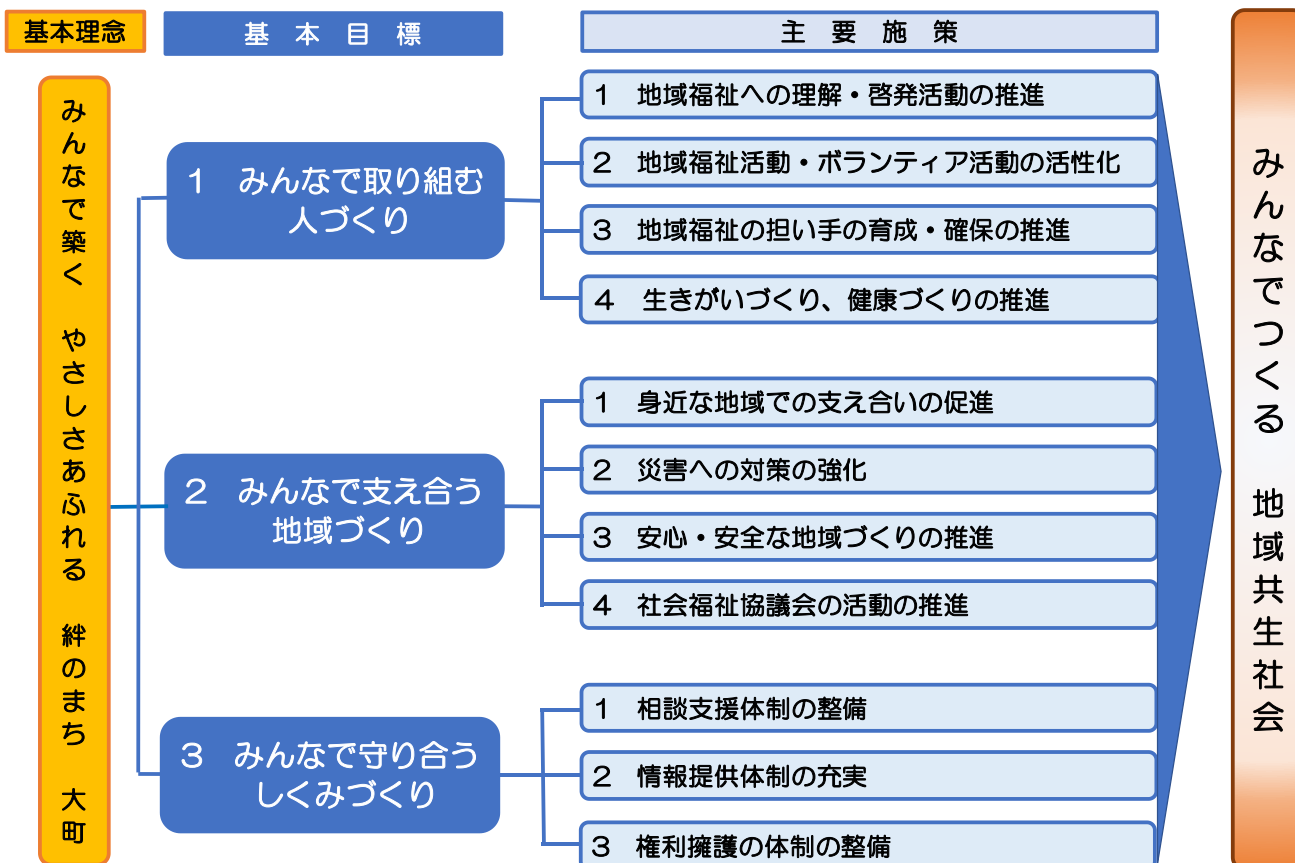 基本理念
基本目標
主要施策
みんなで築く やさしさあふれる 絆のまち 大町
1 みんなで取り組む
人づくり
1 地域福祉への理解・啓発活動の推進
2 地域福祉活動・ボランティア活動の活性化
3 地域福祉の担い手の育成・確保の推進
4 生きがいづくり、健康づくりの推進
2 みんなで支え合う
地域づくり
1 身近な地域での支え合いの促進
2 災害への対策の強化
3 安心・安全な地域づくりの推進
4 社会福祉協議会の活動の推進
3 みんなで守り合う
しくみづくり
1 相談支援体制の整備
2 情報提供体制の充実
3 権利擁護の体制の整備
みんなでつくる 地域共生社会